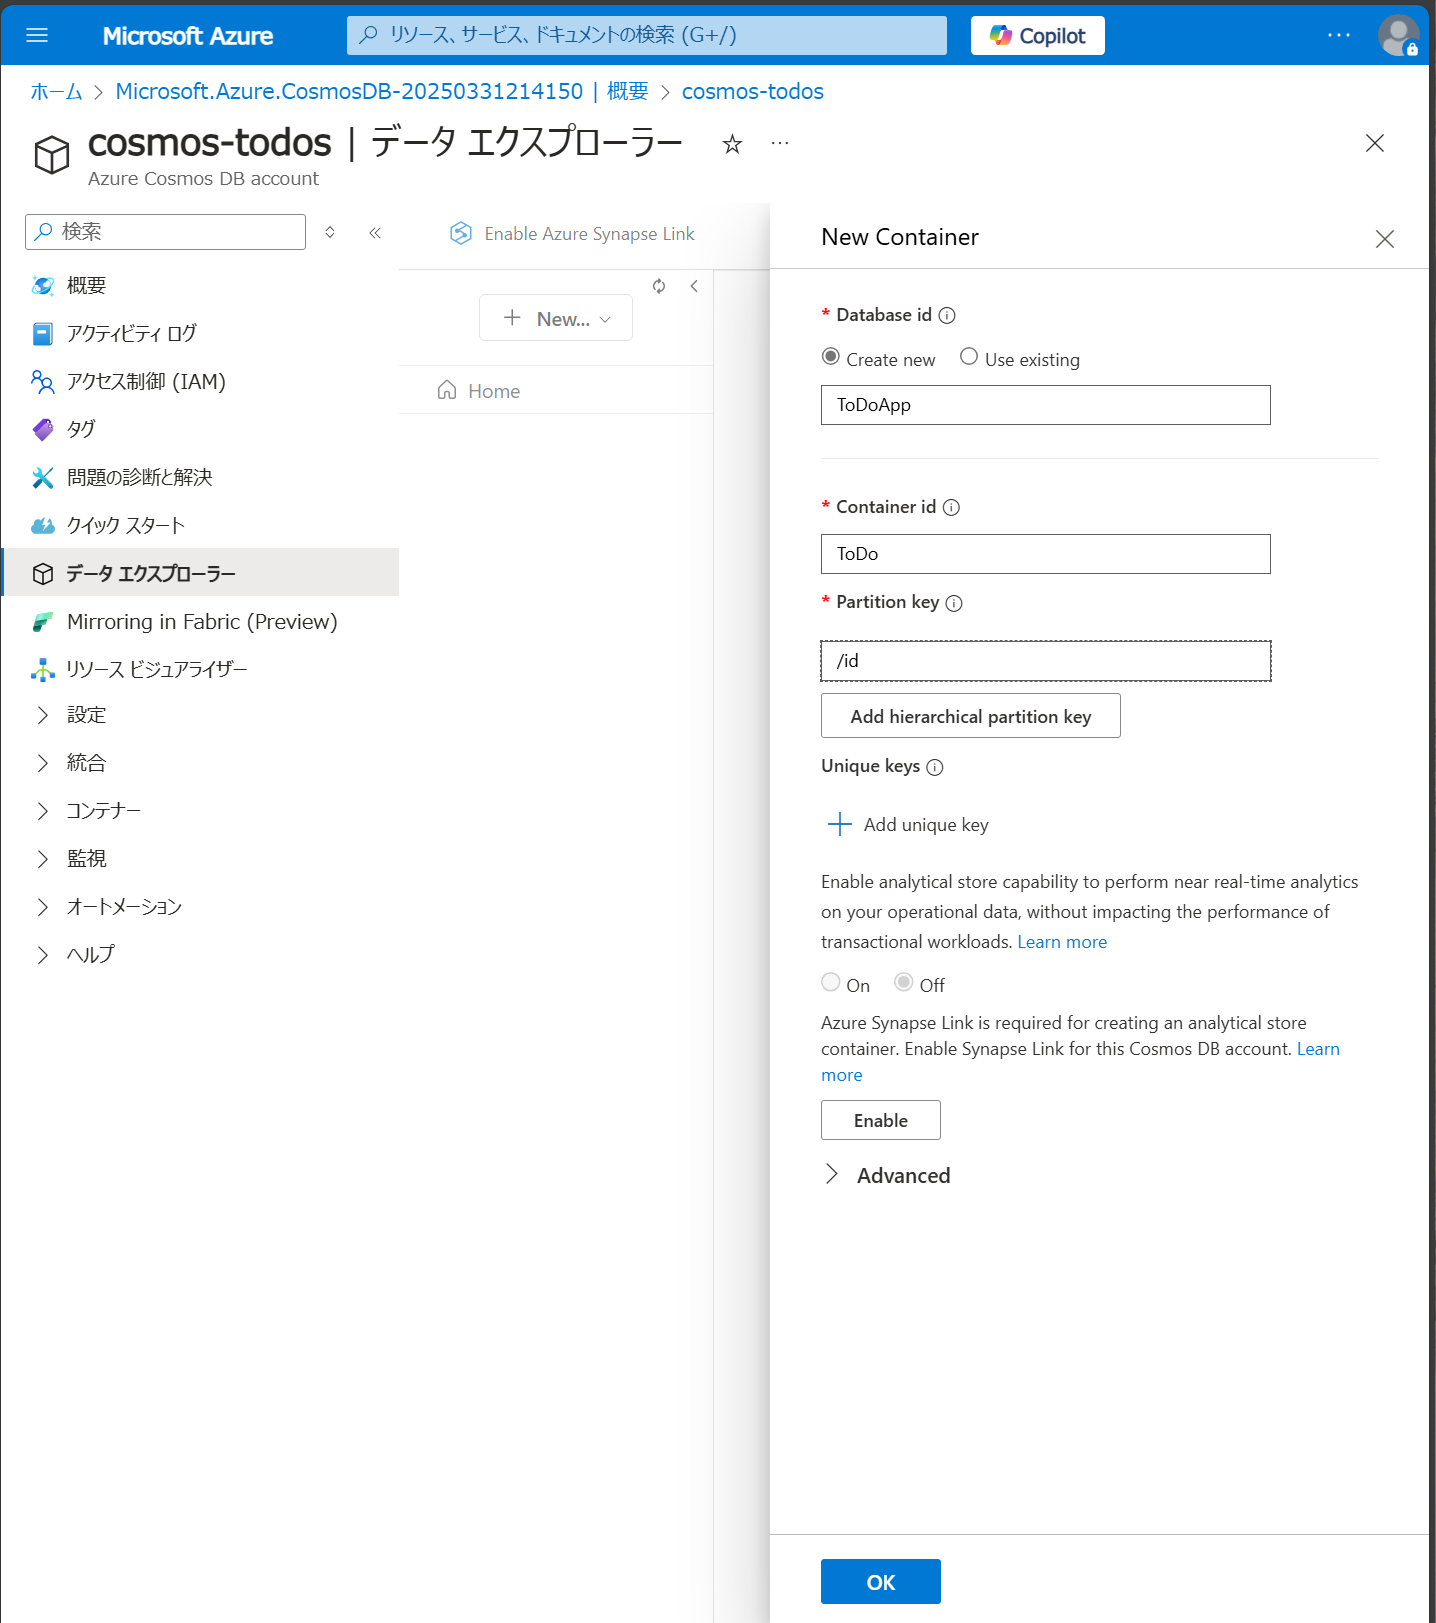 Microsoft Azure
リソース、サービス、ドキュメントの検索 (G+/)
Copilot
ホーム > Microsoft.Azure.CosmosDB-20250331214150 | 概要 > cosmos-todos
cosmos-todos | データ エクスプローラー
Azure Cosmos DB account
検索
概要
アクティビティ ログ
アクセス制御 (IAM)
タグ
問題の診断と解決
クイック スタート
データ エクスプローラー
Mirroring in Fabric (Preview)
リソース ビジュアライザー
設定
統合
コンテナー
監視
オートメーション
ヘルプ
Enable Azure Synapse Link
New...
Home
New Container
* Database id
Create new Use existing
ToDoApp
* Container id
ToDo
* Partition key
/id
Add hierarchical partition key
Unique keys
Add unique key
Enable analytical store capability to perform near real-time analytics
on your operational data, without impacting the performance of
transactional workloads. Learn more
On Off
Azure Synapse Link is required for creating an analytical store
container. Enable Synapse Link for this Cosmos DB account. Learn
more
Enable
Advanced
OK